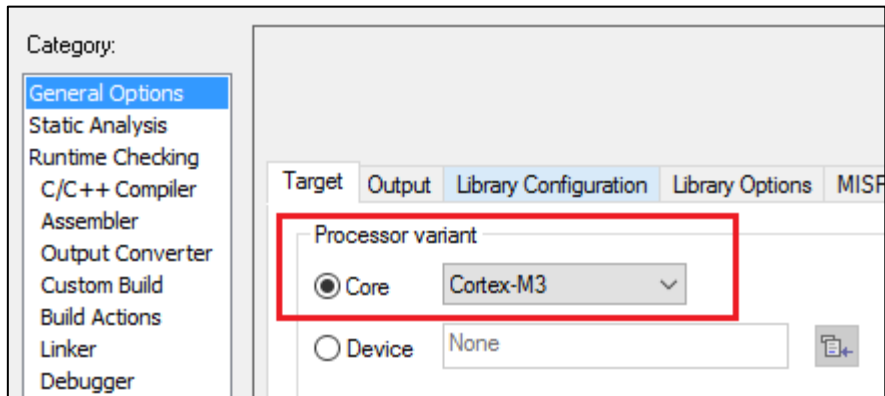 Category:
General Options
Static Analysis
Runtime Checking
C/C++ Compiler
Assembler
Output Converter
Custom Build
Build Actions
Linker
Debugger
Target Output Library Configuration Library Options
Processor variant
Core Cortex-M3
Device None